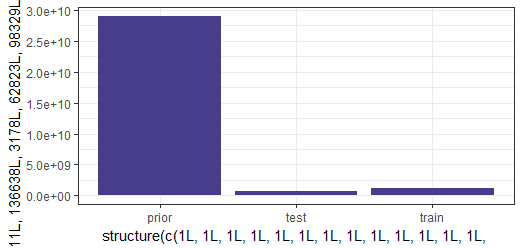 3.0e+10
2.5e+10
2.0e+10
1.5e+10
1.0e+10
5.0e+09
0.0e+00
11L, 136638L, 3178L, 62823L, 98329L
prior test train
structure(c(1L, 1L, 1L, 1L, 1L, 1L, 1L, 1L, 1L, 1L, 1L, 1L, 1L,